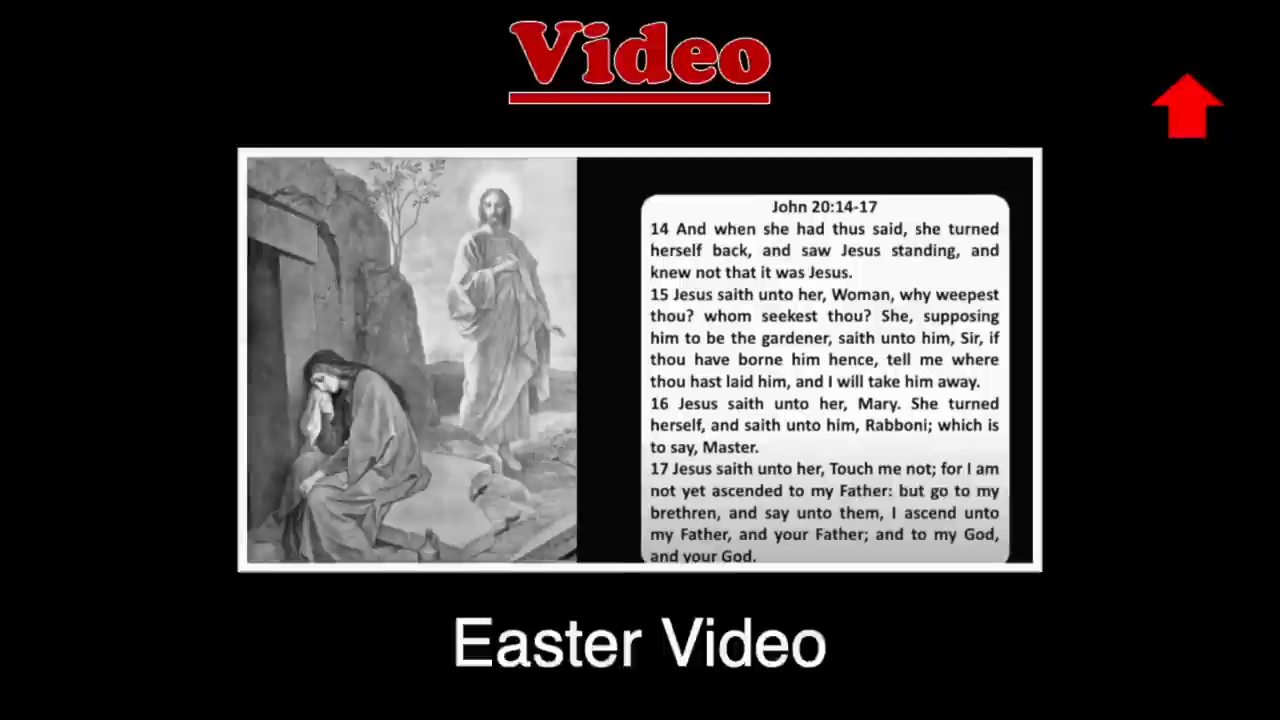 Video
John 20:14-17
14 And when she had thus said, she turned
herself back, and saw Jesus standing, and
knew not that it was Jesus.
15 Jesus saith unto her, Woman, why weepest
thou? whom seekest thou? She, supposing
him to be the gardener, saith unto him, Sir, if
thou have borne him hence, tell me where
thou hast laid him, and I will take him away.
16 Jesus saith unto her, Mary. She turned
herself, and saith unto him, Rabboni; which is
to say, Master.
17 Jesus saith unto her, Touch me not; for I am
not yet ascended to my Father: but go to my
brethren, and say unto them, I ascend unto
my Father, and your Father; and to my God,
and your God.
Easter Video